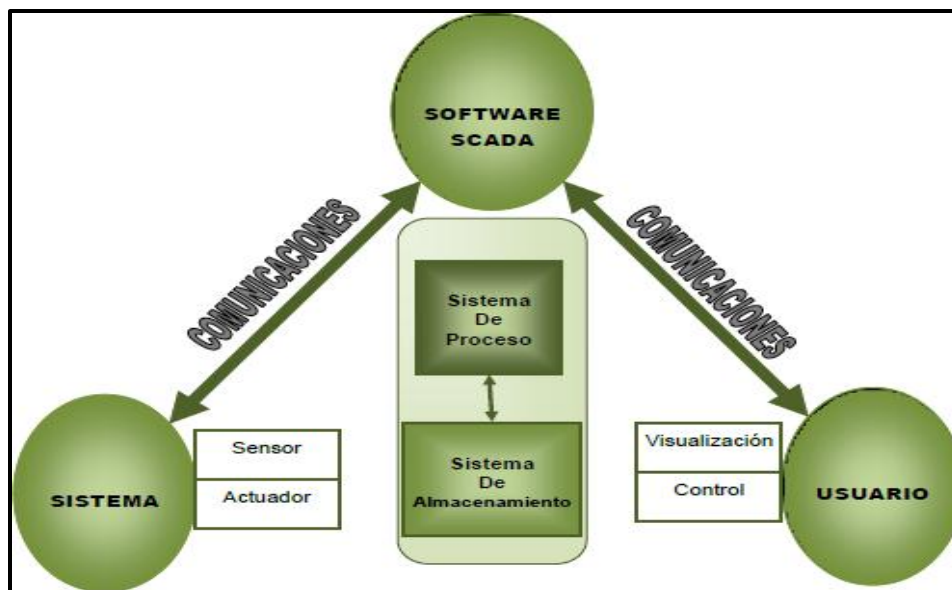 SOFTWARE
SCADA
COMUNICACIONES
COMUNICACIONES
Sistema
De
Proceso
Sistema
De
Almacenamiento
SISTEMA
Sensor
Actuador
Visualización
Control
USUARIO